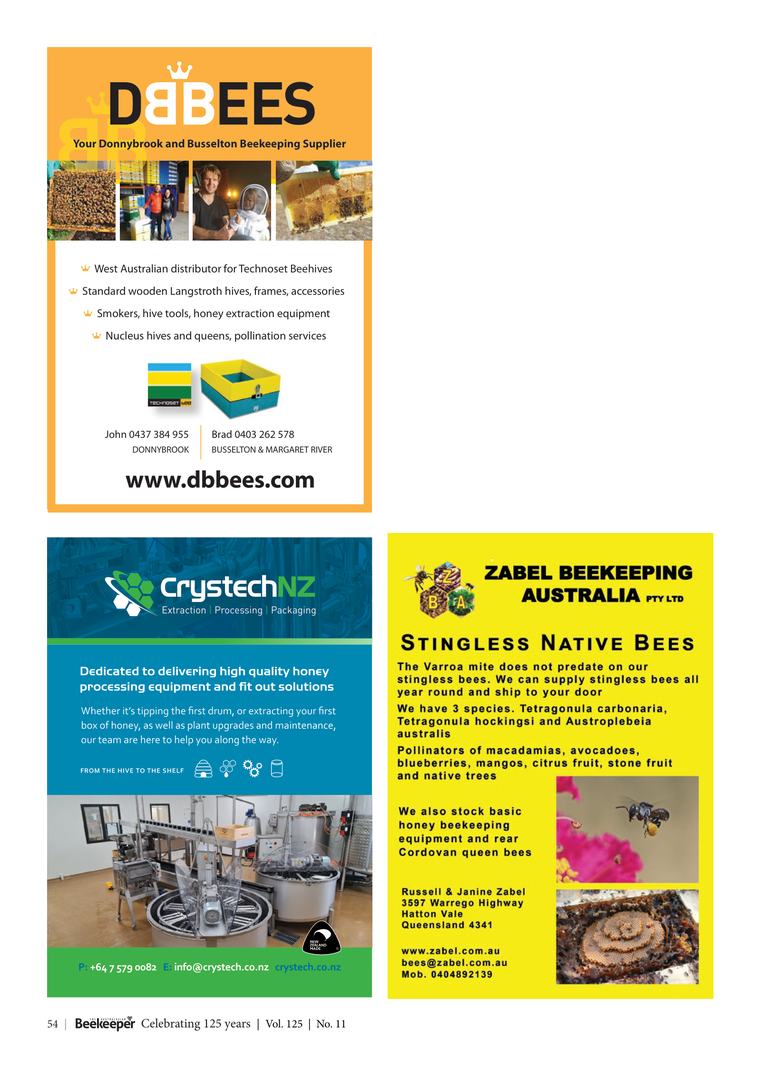 DBBEES
Your Donnybrook and Busselton Beekeeping Supplier
West Australian distributor for Technoset Beehives
Standard wooden Langstroth hives, frames, accessories
Smokers, hive tools, honey extraction equipment
Nucleus hives and queens, pollination services
TECHNOSET
John 0437 384 955
DONNYBROOK
Brad 0403 262 578
BUSSELTON & MARGARET RIVER
www.dbbees.com
CrystechNZ
Extraction | Processing | Packaging
Dedicated to delivering high quality honey
processing equipment and fit out solutions
Whether it's tipping the first drum, or extracting your first
box of honey, as well as plant upgrades and maintenance,
our team are here to help you along the way.
FROM THE HIVE TO THE SHELF
NEW
ZEALAND
MADE
P: +64 7 579 0082 E: info@crystech.co.nz crystech.co.nz
Z
B A
ZABEL BEEKEEPING
AUSTRALIA PTY LTD
STINGLESS NATIVE BEES
The Varroa mite does not predate on our
stingless bees. We can supply stingless bees all
year round and ship to your door
We have 3 species. Tetragonula carbonaria,
Tetragonula hockingsi and Austroplebeia
australis
Pollinators of macadamias, avocadoes,
blueberries, mangos, citrus fruit, stone fruit
and native trees
We also stock basic
honey beekeeping
equipment and rear
Cordovan queen bees
Russell & Janine Zabel
3597 Warrego Highway
Hatton Vale
Queensland 4341
www.zabel.com.au
bees@zabel.com.au
Mob. 0404892139
54 | Beekeeper Celebrating 125 years | Vol. 125 | No. 11